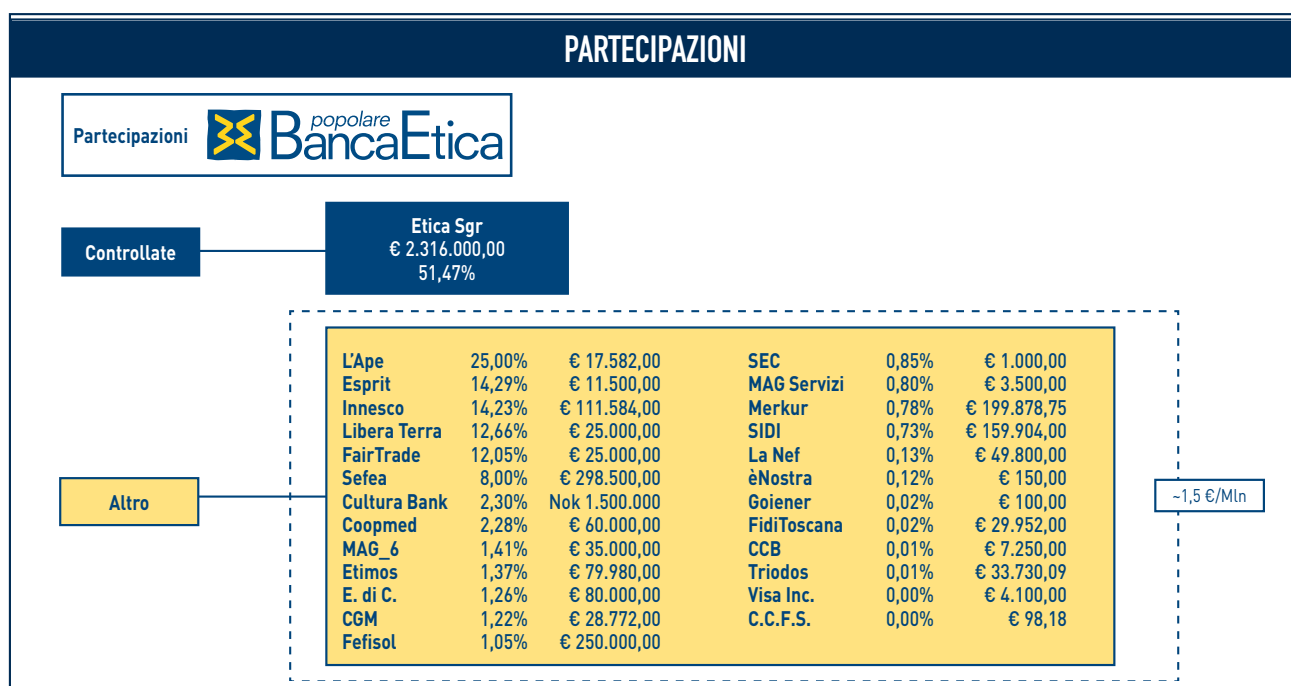 PARTECIPAZIONI
Partecipazioni
popolare
BancaEtica
Controllate
Etica Sgr
€ 2.316.000,00
51,47%
Altro
L'Ape 25,00% € 17.582,00
Esprit 14,29% € 11.500,00
Innesco 14,23% € 111.584,00
Libera Terra 12,66% € 25.000,00
FairTrade 12,05% € 25.000,00
Sefea 8,00% € 298.500,00
Cultura Bank 2,30% Nok 1.500.000
Coopmed 2,28% € 60.000,00
MAG_6 1,41% € 35.000,00
Etimos 1,37% € 79.980,00
E. di C. 1,26% € 80.000,00
CGM 1,22% € 28.772,00
Fefisol 1,05% € 250.000,00
SEC 0,85% € 1.000,00
MAG Servizi 0,80% € 3.500,00
Merkur 0,78% € 199.878,75
SIDI 0,73% € 159.904,00
La Nef 0,13% € 49.800,00
èNostra 0,12% € 150,00
Goiener 0,02% € 100,00
FidiToscana 0,02% € 29.952,00
CCB 0,01% € 7.250,00
Triodos 0,01% € 33.730,09
Visa Inc. 0,00% € 4.100,00
C.C.F.S. 0,00% € 98,18
~1,5 €/Mln